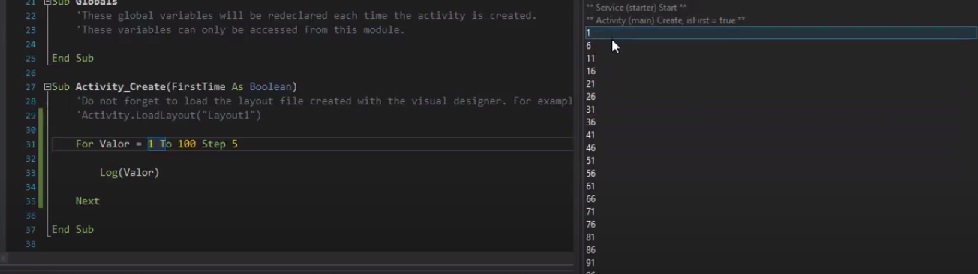 21 Sub Globals
22 'These global variables will be redeclared each time the activity is created.
23 'These variables can only be accessed from this module.
24
25 End Sub
26
27 Sub Activity_Create(FirstTime As Boolean)
28 'Do not forget to load the layout file created with the visual designer. For exampl
29 'Activity.LoadLayout("Layout1")
30
31 For Valor = 1 To 100 Step 5
32
33 Log(Valor)
34
35 Next
36
37 End Sub
38
** Service (starter) Start **
** Activity (main) Create, isFirst = true **
1
6
11
16
21
26
31
36
41
46
51
56
61
66
71
76
81
86
91